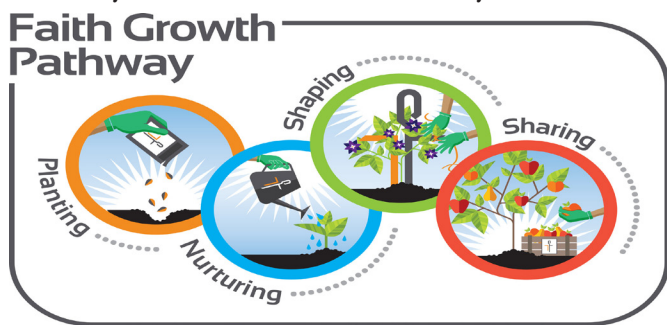 Faith Growth
Pathway
Planting
Nurturing
Shaping
Sharing